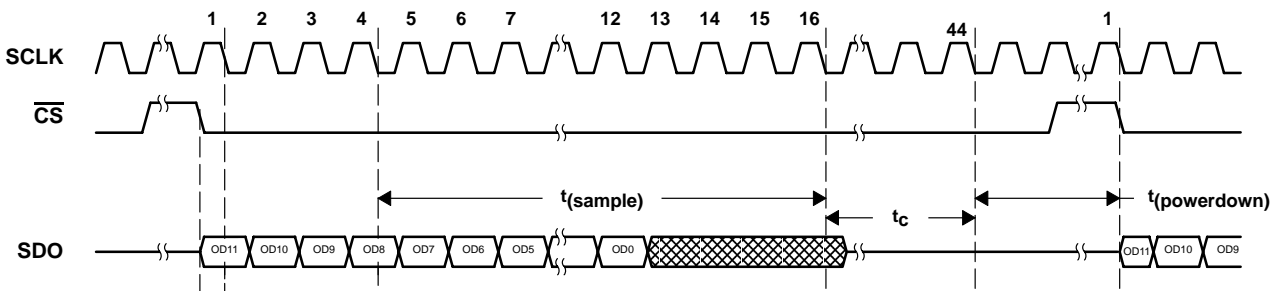 1 2 3 4 5 6 7 12 13 14 15 16 44 1
SCLK
CS
t(sample)
t(powerdown)
tc
SDO
OD11 OD10 OD9 OD8 OD7 OD6 OD5 OD0 OD11 OD10 OD9